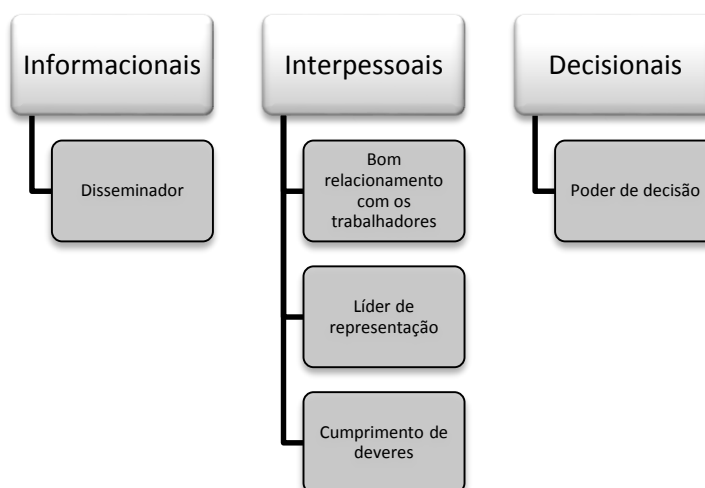 Informacionais
Disseminador
Interpessoais
Bom
relacionamento
com os
trabalhadores
Líder de
representação
Cumprimento de
deveres
Decisionais
Poder de decisão